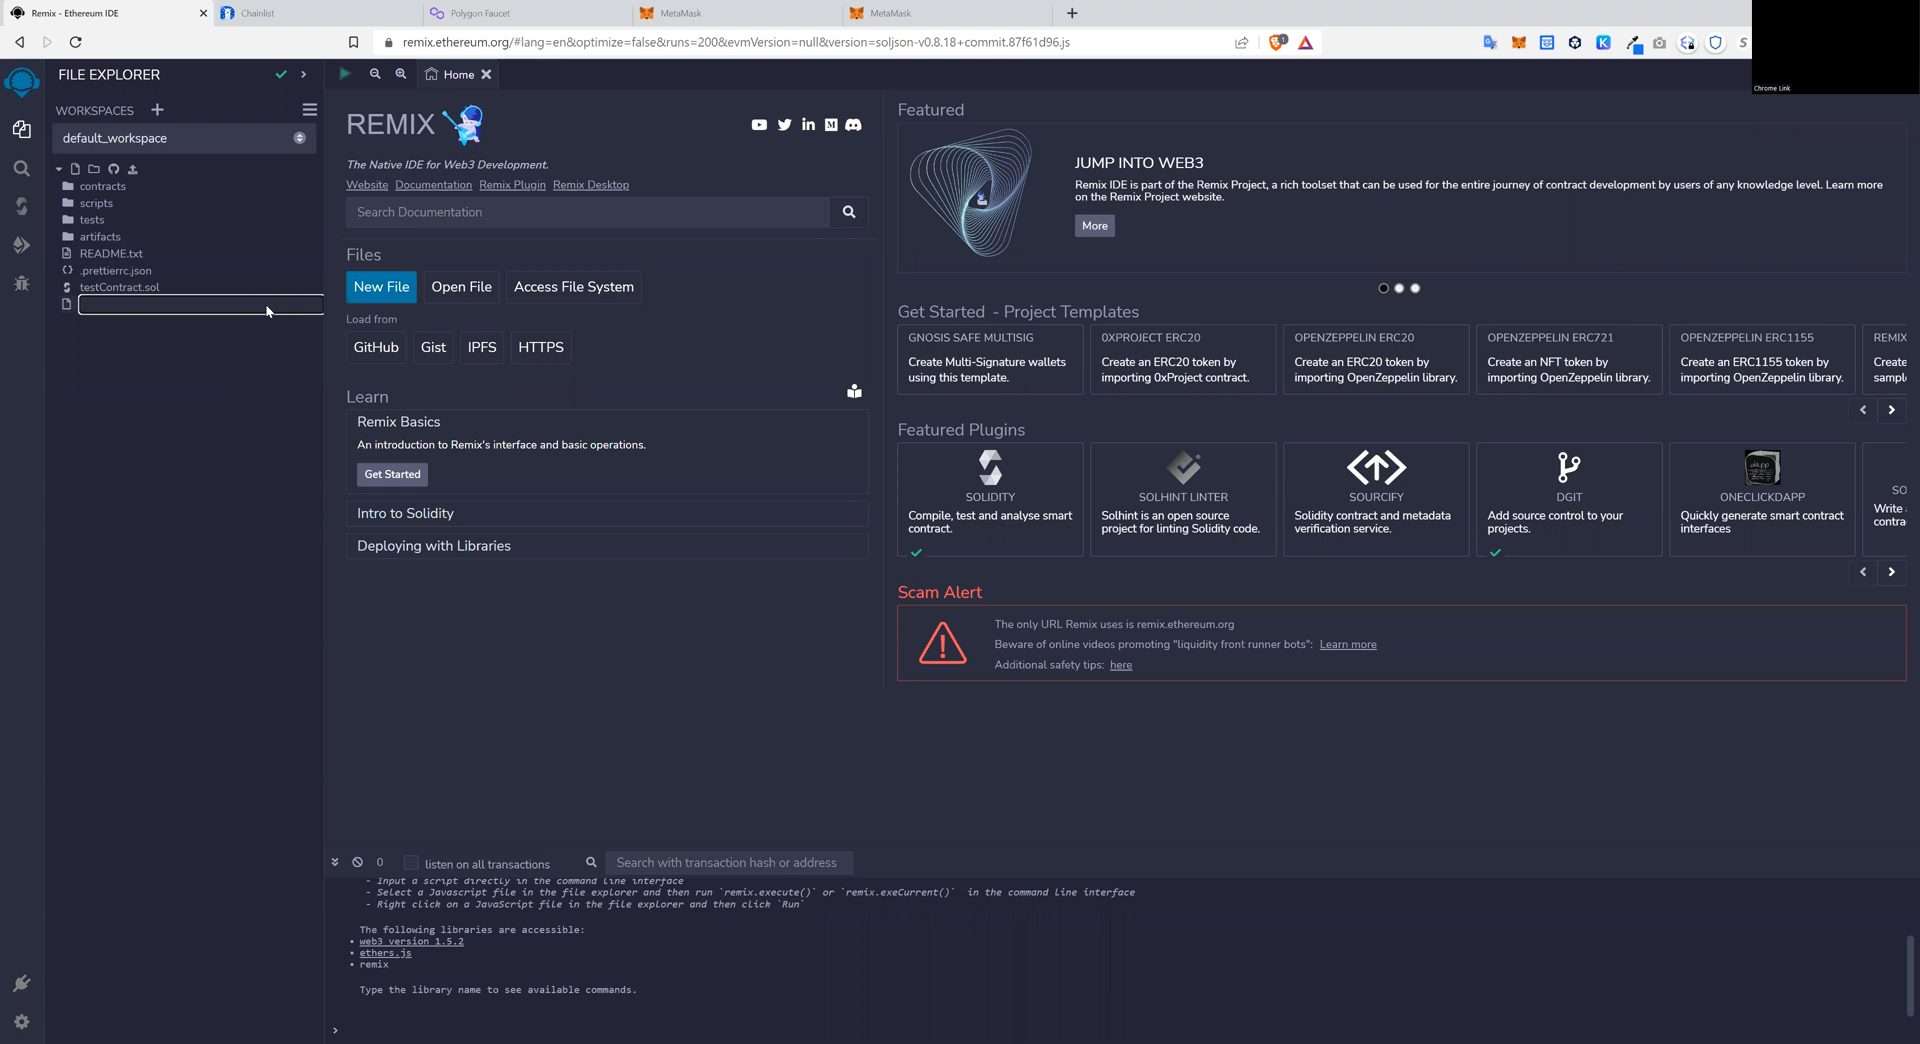 Remix - Ethereum IDE
Chainlist
Polygon Faucet
MetaMask
MetaMask
remix.ethereum.org/#lang=en&optimize=false&runs=200&evmVersion=null&version=soljson-v0.8.18+commit.87f61d96.js
Chrome Link
FILE EXPLORER
WORKSPACES
default_workspace
contracts
scripts
tests
artifacts
README.txt
.prettierrc.json
testContract.sol
Home
REMIX
The Native IDE for Web3 Development.
Website Documentation Remix Plugin Remix Desktop
Search Documentation
Files
New File Open File Access File System
Load from
GitHub Gist IPFS HTTPS
Learn
Remix Basics
An introduction to Remix's interface and basic operations.
Get Started
Intro to Solidity
Deploying with Libraries
Featured
JUMP INTO WEB3
Remix IDE is part of the Remix Project, a rich toolset that can be used for the entire journey of contract development by users of any knowledge level. Learn more
on the Remix Project website.
More
Get Started - Project Templates
GNOSIS SAFE MULTISIG
Create Multi-Signature wallets
using this template.
0XPROJECT ERC20
Create an ERC20 token by
importing 0xProject contract.
OPENZEPPELIN ERC20
Create an ERC20 token by
importing OpenZeppelin library.
OPENZEPPELIN ERC721
Create an NFT token by
importing OpenZeppelin library.
OPENZEPPELIN ERC1155
Create an ERC1155 token by
importing OpenZeppelin library.
REMIX
Create
sampl
Featured Plugins
SOLIDITY
Compile, test and analyse smart
contract.
SOLHINT LINTER
Solhint is an open source
project for linting Solidity code.
SOURCIFY
Solidity contract and metadata
verification service.
DGIT
Add source control to your
projects.
ONECLICKDAPP
Quickly generate smart contract
interfaces
SO
Write
contra
Scam Alert
The only URL Remix uses is remix.ethereum.org
Beware of online videos promoting "liquidity front runner bots": Learn more
Additional safety tips: here
0 listen on all transactions Search with transaction hash or address
- Input a script directly in the command line interface
- Select a Javascript file in the file explorer and then run `remix.execute()` or `remix.exeCurrent()` in the command line interface
- Right click on a JavaScript file in the file explorer and then click `Run`
The following libraries are accessible:
• web3 version 1.5.2
• ethers.js
• remix
Type the library name to see available commands.
>